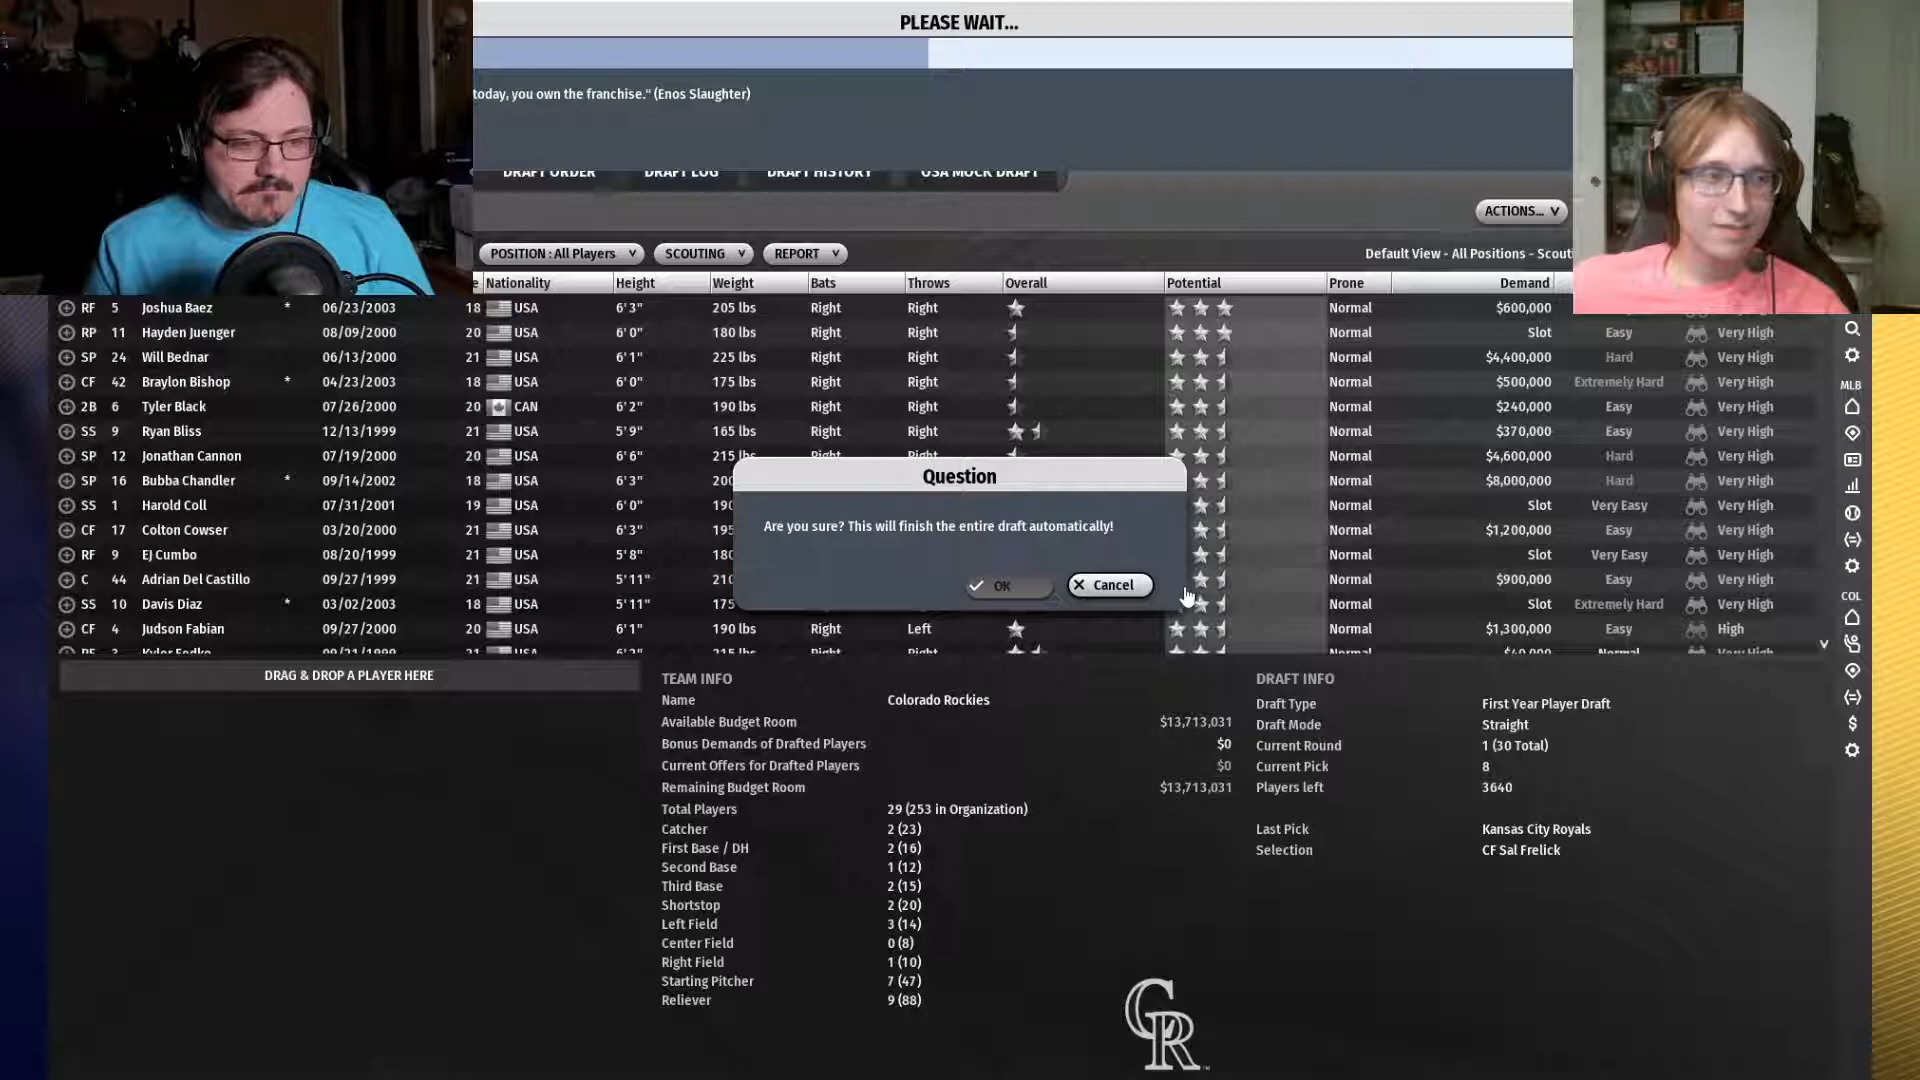 PLEASE WAIT...
today, you own the franchise." (Enos Slaughter)
DRAFT ORDER DRAFT LOG DRAFT HISTORY USA MOCK DRAFT
ACTIONS...
POSITION : All Players SCOUTING REPORT Default View - All Positions - Scouti
Nationality Height Weight Bats Throws Overall Potential Prone Demand
RF 5 Joshua Baez * 06/23/2003 18 USA 6' 3" 205 lbs Right Right Normal $600,000
RP 11 Hayden Juenger 08/09/2000 20 USA 6' 0" 180 lbs Right Right Normal Slot Easy Very High
SP 24 Will Bednar 06/13/2000 21 USA 6' 1" 225 lbs Right Right Normal $4,400,000 Hard Very High
CF 42 Braylon Bishop * 04/23/2003 18 USA 6' 0" 175 lbs Right Right Normal $500,000 Extremely Hard Very High
MLB
2B 6 Tyler Black 07/26/2000 20 CAN 6' 2" 190 lbs Right Right Normal $240,000 Easy Very High
SS 9 Ryan Bliss 12/13/1999 21 USA 5' 9" 165 lbs Right Right Normal $370,000 Easy Very High
SP 12 Jonathan Cannon 07/19/2000 20 USA 6' 6" 215 lbs Right Right Normal $4,600,000 Hard Very High
SP 16 Bubba Chandler * 09/14/2002 18 USA 6' 3" 200 Normal $8,000,000 Hard Very High
SS 1 Harold Coll 07/31/2001 19 USA 6' 0" 190 Normal Slot Very Easy Very High
CF 17 Colton Cowser 03/20/2000 21 USA 6' 3" 195 Normal $1,200,000 Easy Very High
RF 9 EJ Cumbo 08/20/1999 21 USA 5' 8" 180 Normal Slot Very Easy Very High
C 44 Adrian Del Castillo 09/27/1999 21 USA 5' 11" 210 Normal $900,000 Easy Very High
COL
SS 10 Davis Diaz * 03/02/2003 18 USA 5' 11" 175 Normal Slot Extremely Hard Very High
CF 4 Judson Fabian 09/27/2000 20 USA 6' 1" 190 lbs Right Left Normal $1,300,000 Easy High
Question
Are you sure? This will finish the entire draft automatically!
OK Cancel
DRAG & DROP A PLAYER HERE
TEAM INFO
Name Colorado Rockies
Available Budget Room $13,713,031
Bonus Demands of Drafted Players $0
Current Offers for Drafted Players $0
Remaining Budget Room $13,713,031
Total Players 29 (253 in Organization)
Catcher 2 (23)
First Base / DH 2 (16)
Second Base 1 (12)
Third Base 2 (15)
Shortstop 2 (20)
Left Field 3 (14)
Center Field 0 (8)
Right Field 1 (10)
Starting Pitcher 7 (47)
Reliever 9 (88)
DRAFT INFO
Draft Type First Year Player Draft
Draft Mode Straight
Current Round 1 (30 Total)
Current Pick 8
Players left 3640
Last Pick Kansas City Royals
Selection CF Sal Frelick
CR